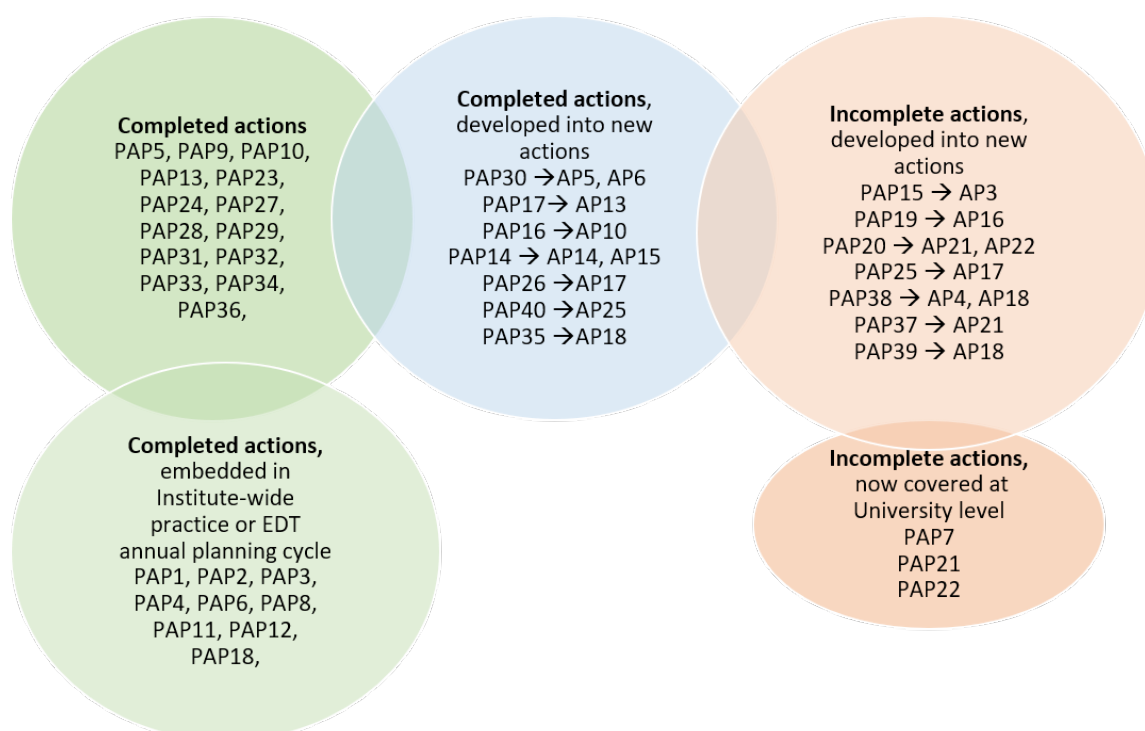 Completed actions
PAP5, PAP9, PAP10,
PAP13, PAP23,
PAP24, PAP27,
PAP28, PAP29,
PAP31, PAP32,
PAP33, PAP34,
PAP36,
Completed actions,
developed into new
actions
PAP30 →AP5, AP6
PAP17→ AP13
PAP16 →AP10
PAP14 → AP14, AP15
PAP26 →AP17
PAP40 →AP25
PAP35 →AP18
Incomplete actions,
developed into new
actions
PAP15 → AP3
PAP19 → AP16
PAP20 → AP21, AP22
PAP25 → AP17
PAP38 → AP4, AP18
PAP37 → AP21
PAP39 → AP18
Completed actions,
embedded in
Institute-wide
practice or EDT
annual planning cycle
PAP1, PAP2, PAP3,
PAP4, PAP6, PAP8,
PAP11, PAP12,
PAP18,
Incomplete actions,
now covered at
University level
PAP7
PAP21
PAP22